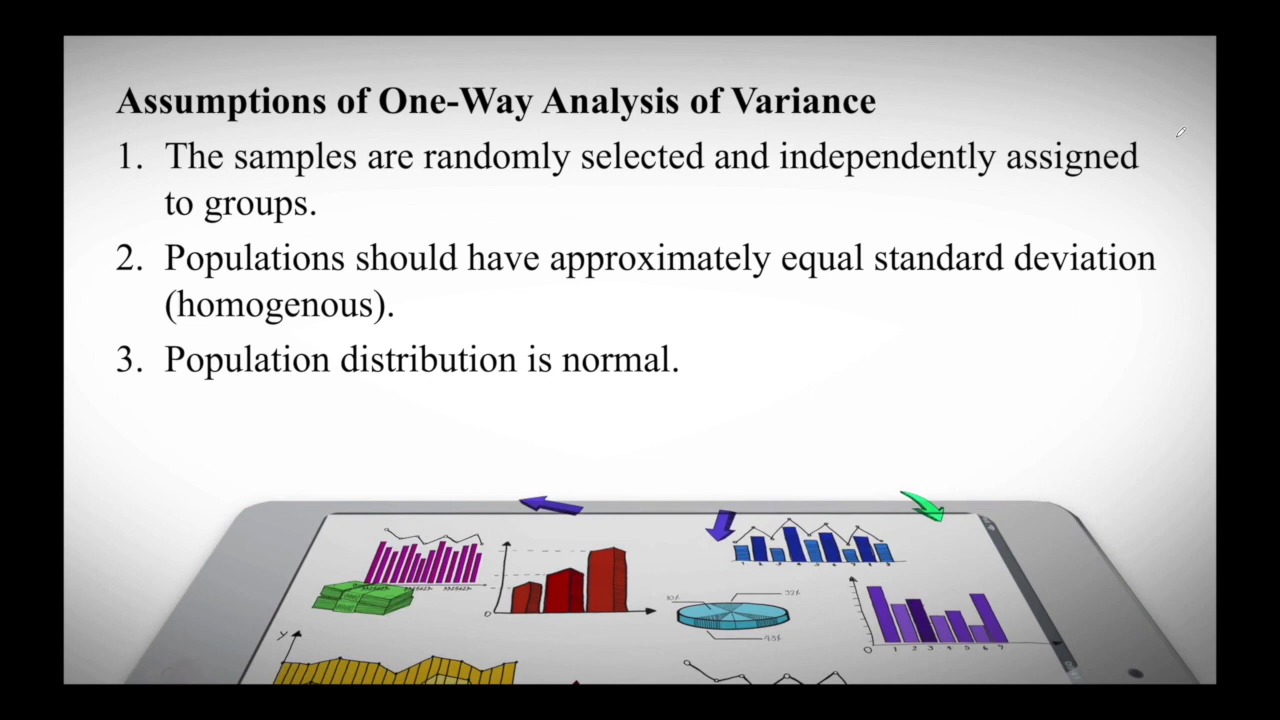 Assumptions of One-Way Analysis of Variance
1. The samples are randomly selected and independently assigned
to groups.
2. Populations should have approximately equal standard deviation
(homogenous).
3. Population distribution is normal.